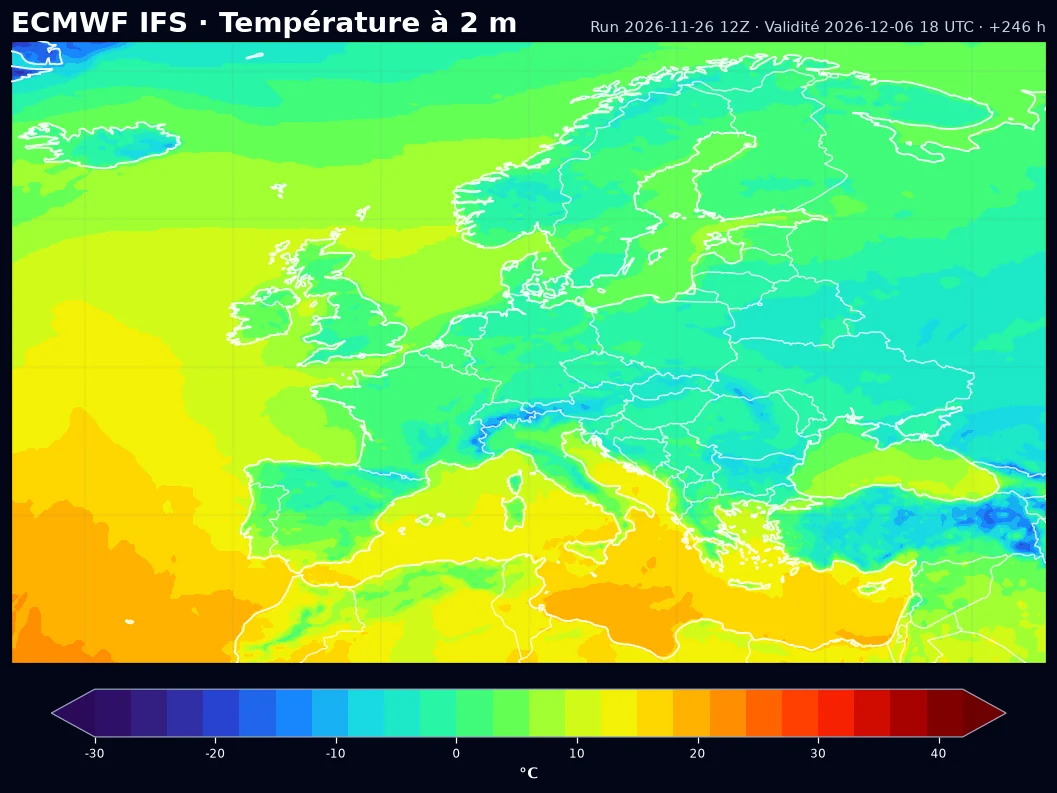 ECMWF IFS · Température à 2 m
Run 2026-11-26 12Z · Validité 2026-12-06 18 UTC · +246 h
-30 -20 -10 0 10 20 30 40
°C